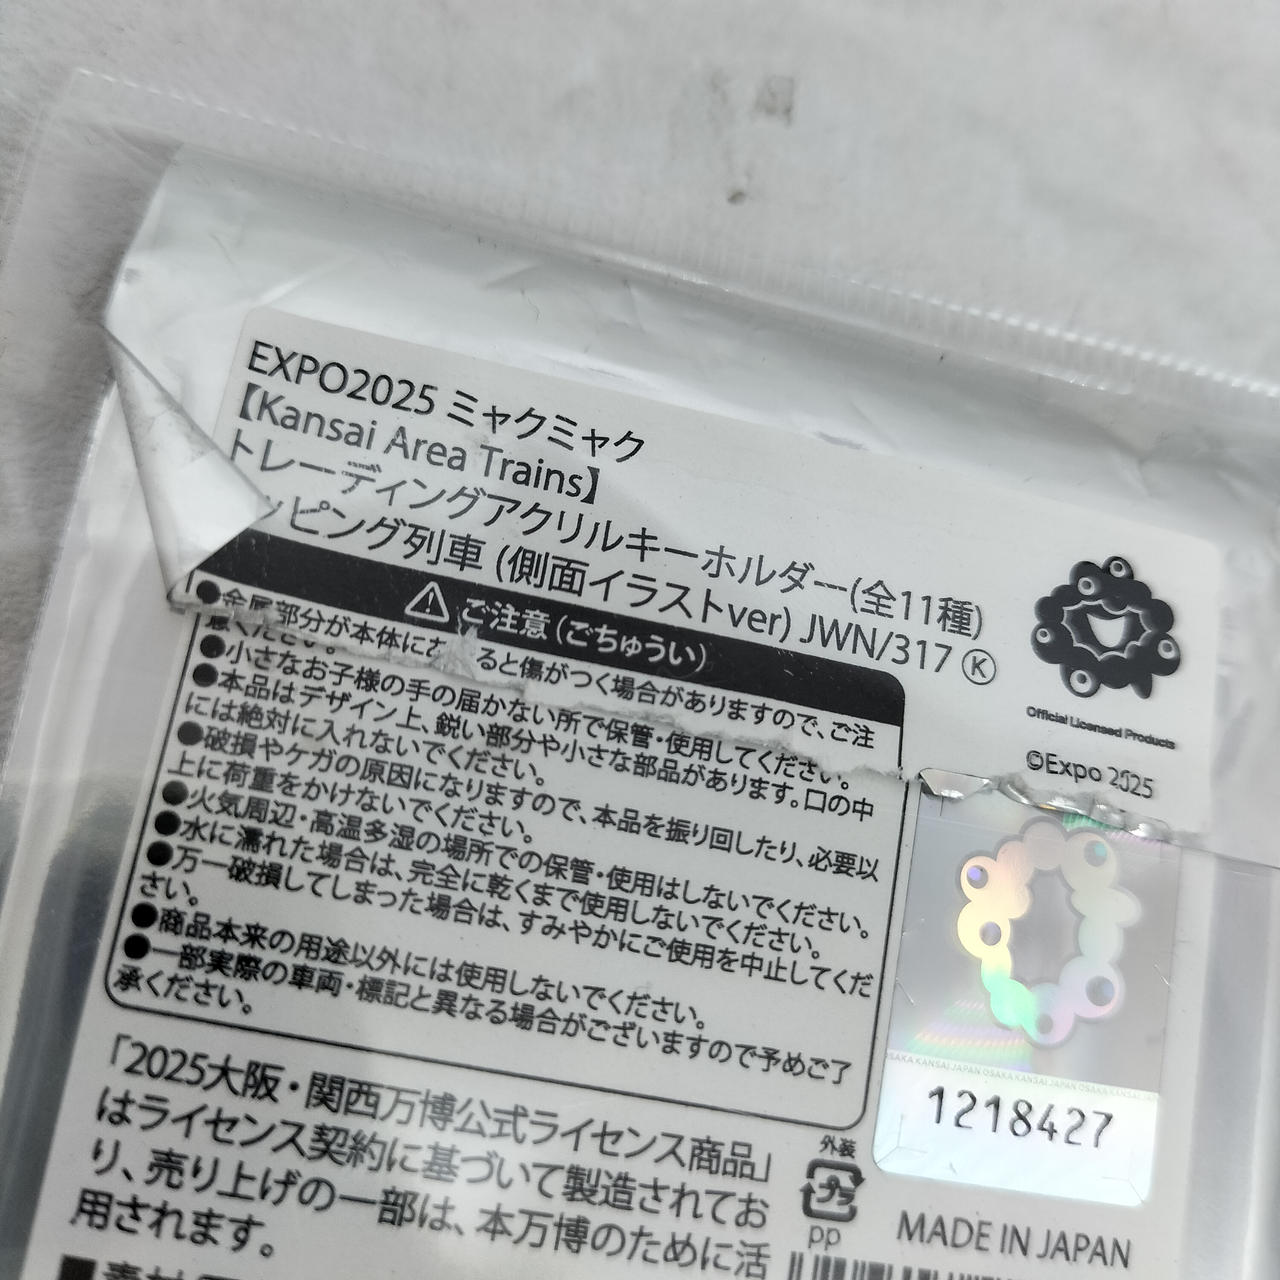 EXPO2025 ミャクミャク
【Kansai Area Trains】
トレーディングアクリルキーホルダー(全11種)
ッピング列車 (側面イラストver) JWN/317 Ⓚ
ご注意 (ごちゅうい)
●金属部分が本体に ると傷がつく場合がありますので、ご注
意ください。
●小さなお子様の手の届かない所で保管・使用してください。
●本品はデザイン上、鋭い部分や小さな部品があります。口の中
には絶対に入れないでください。
●破損やケガの原因になりますので、本品を振り回したり、必要以
上に荷重をかけないでください。
●火気周辺・高温多湿の場所での保管・使用はしないでください。
●水に濡れた場合は、完全に乾くまで使用しないでください。
●万一破損してしまった場合は、すみやかにご使用を中止してくだ
さい。
●商品本来の用途以外には使用しないでください。
●一部実際の車両・標記と異なる場合がございますので予めご了
承ください。
「2025大阪・関西万博公式ライセンス商品」
はライセンス契約に基づいて製造されてお
り、売り上げの一部は、本万博のために活
用されます。
Official Licensed Products
©Expo 2025
OSAKA KANSAI JAPAN OSAKA KANSAI JAPAN OSAKA KANSAI JAPAN
1218427
外装
プラ
PP
MADE IN JAPAN